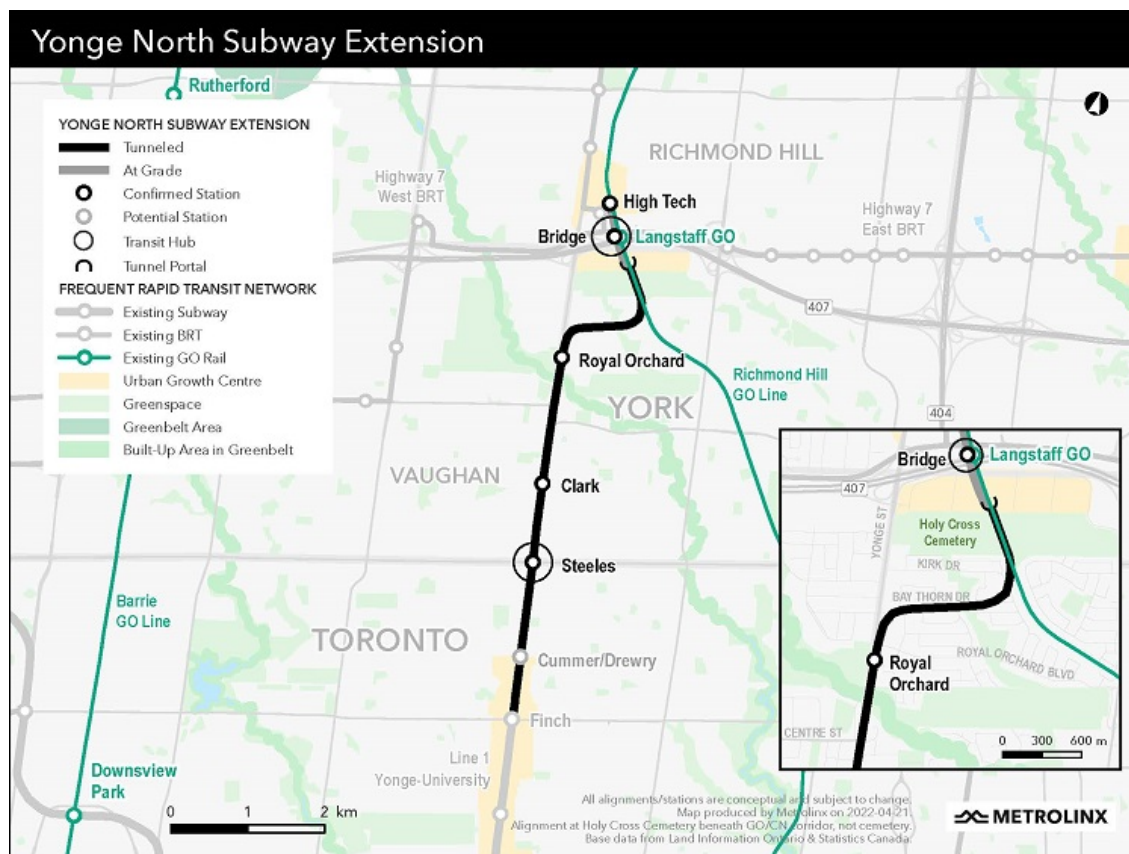 Yonge North Subway Extension
Rutherford
YONGE NORTH SUBWAY EXTENSION
Tunneled
At Grade
Confirmed Station
Potential Station
Transit Hub
Tunnel Portal
FREQUENT RAPID TRANSIT NETWORK
Existing Subway
Existing BRT
Existing GO Rail
Urban Growth Centre
Greenspace
Greenbelt Area
Built-Up Area in Greenbelt
Highway 7
West BRT
RICHMOND HILL
High Tech
Bridge
Langstaff GO
Highway 7
East BRT
407
Royal Orchard
Richmond Hill
GO Line
YORK
404
VAUGHAN
Clark
Steeles
Barrie
GO Line
TORONTO
Cummer/Drewry
Finch
Line 1
Yonge-University
Downsview
Park
0 1 2 km
Bridge
Langstaff GO
407
YONGE ST
Holy Cross
Cemetery
KIRK DR
BAY THORN DR
ROYAL ORCHARD BLVD
Royal
Orchard
CENTRE ST
0 300 600 m
All alignments/stations are conceptual and subject to change.
Map produced by Metrolinx on 2022-04-21.
Alignment at Holy Cross Cemetery beneath GO/CN corridor, not cemetery.
Base data from Land Information Ontario & Statistics Canada.
METROLINX